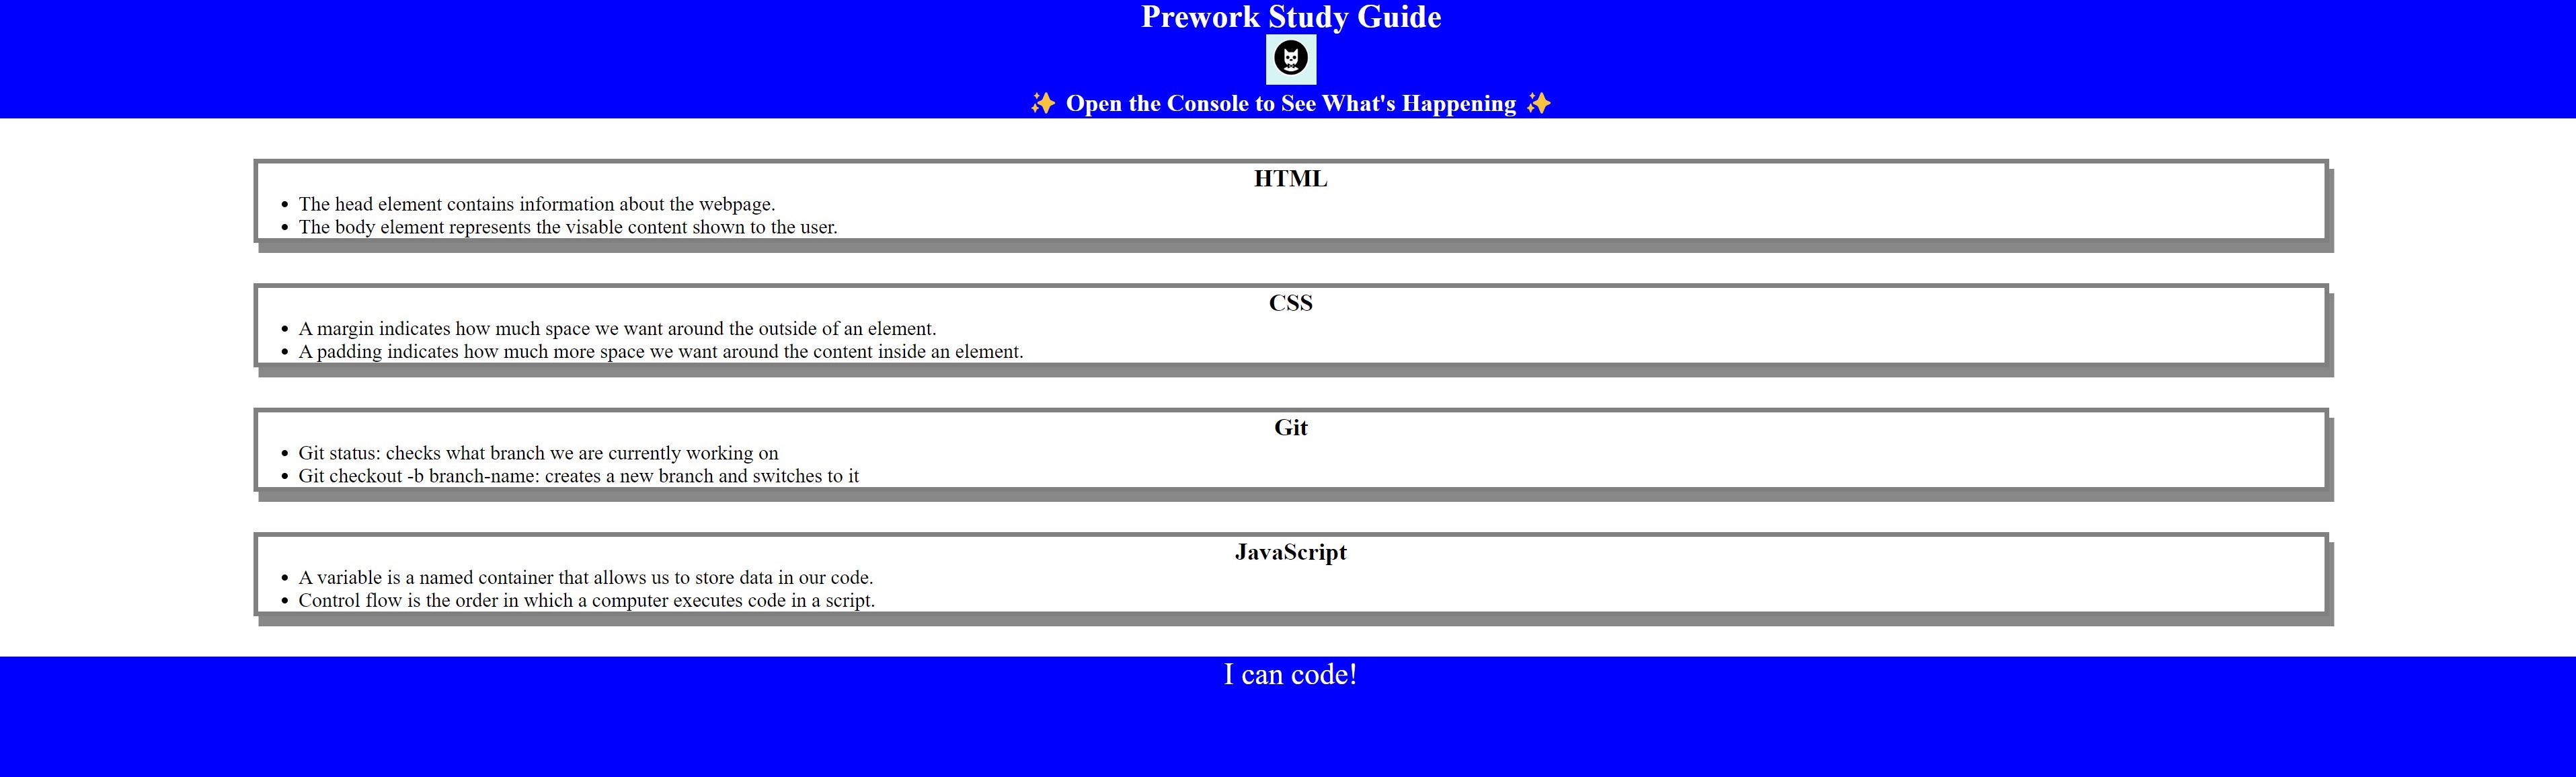 Prework Study Guide
✨ Open the Console to See What's Happening ✨
HTML
• The head element contains information about the webpage.
• The body element represents the visable content shown to the user.
CSS
• A margin indicates how much space we want around the outside of an element.
• A padding indicates how much more space we want around the content inside an element.
Git
• Git status: checks what branch we are currently working on
• Git checkout -b branch-name: creates a new branch and switches to it
JavaScript
• A variable is a named container that allows us to store data in our code.
• Control flow is the order in which a computer executes code in a script.
I can code!